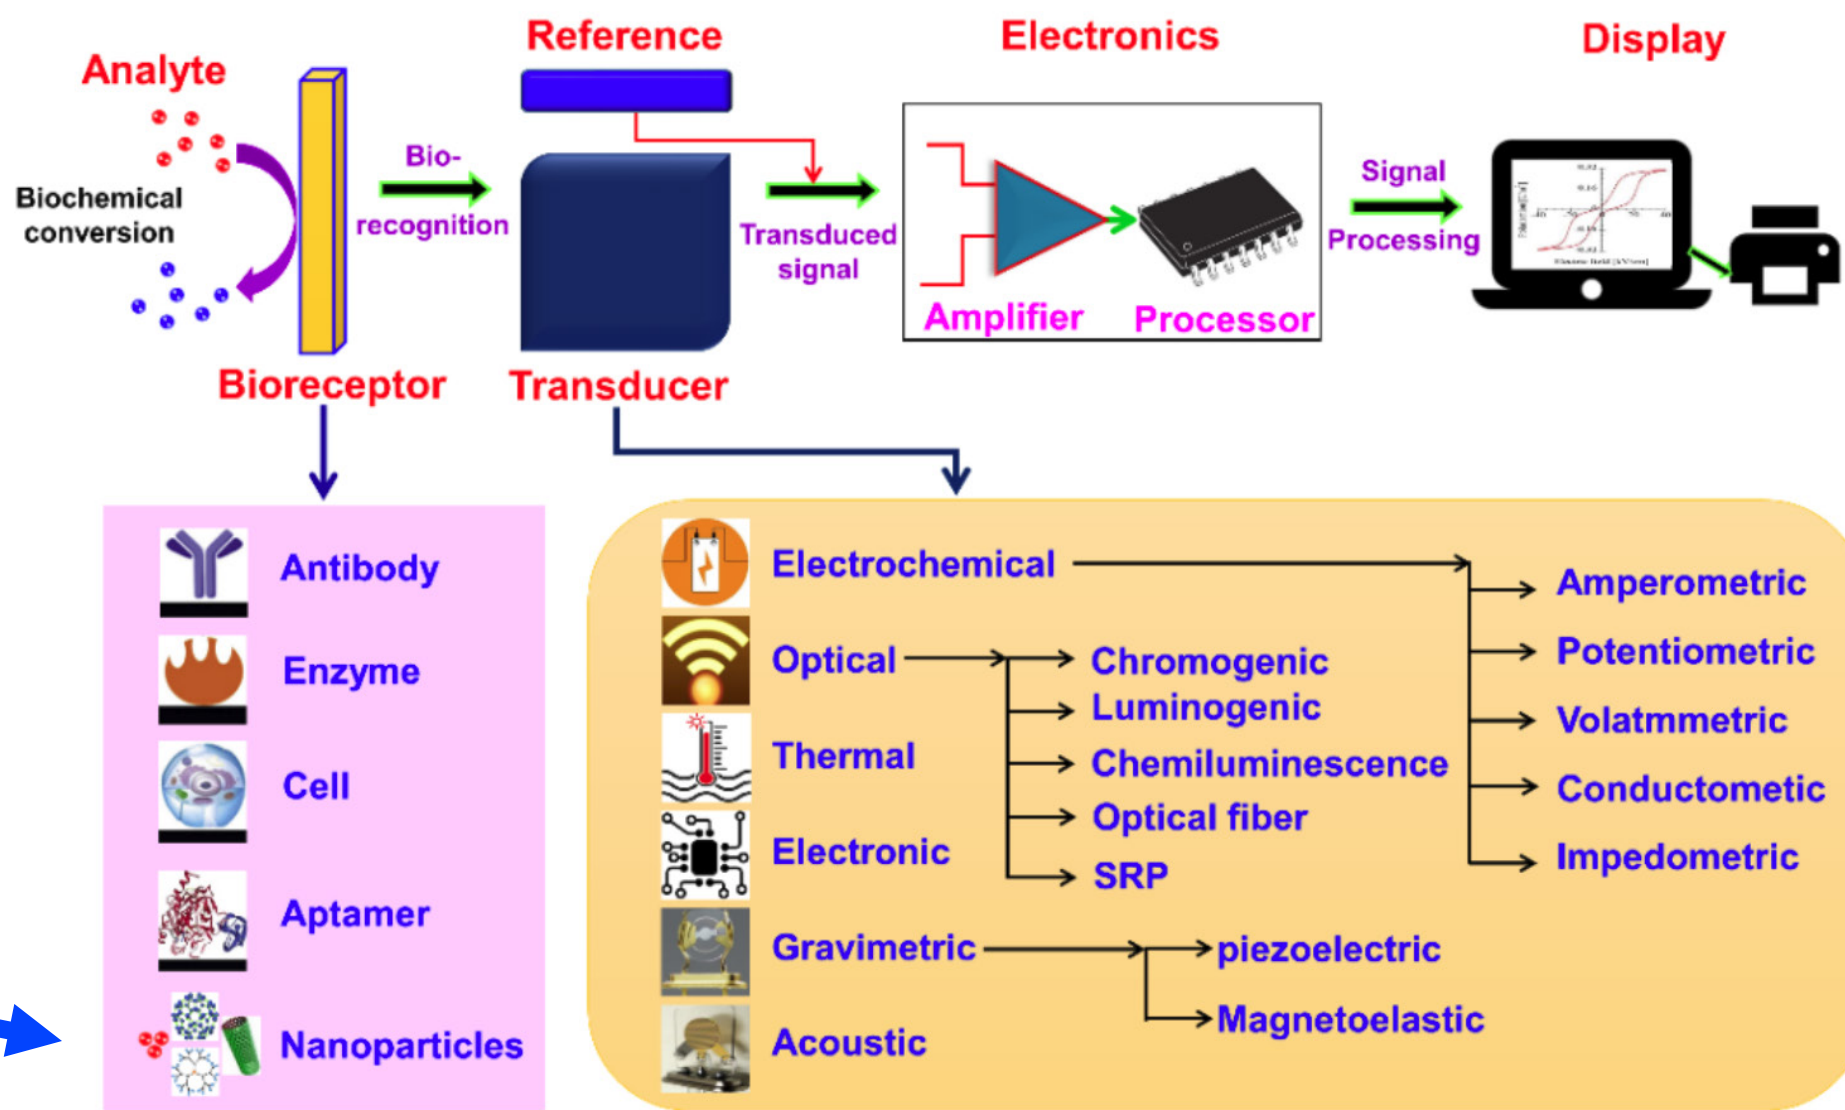 Analyte
Reference
Electronics
Display
Biochemical
conversion
Bio-
recognition
Transduced
signal
Signal
Processing
Amplifier
Processor
Bioreceptor
Transducer
Antibody
Enzyme
Cell
Aptamer
Nanoparticles
Electrochemical
Optical
Thermal
Electronic
Gravimetric
Acoustic
Chromogenic
Luminogenic
Chemiluminescence
Optical fiber
SRP
piezoelectric
Magnetoelastic
Amperometric
Potentiometric
Volatmmetric
Conductometic
Impedometric